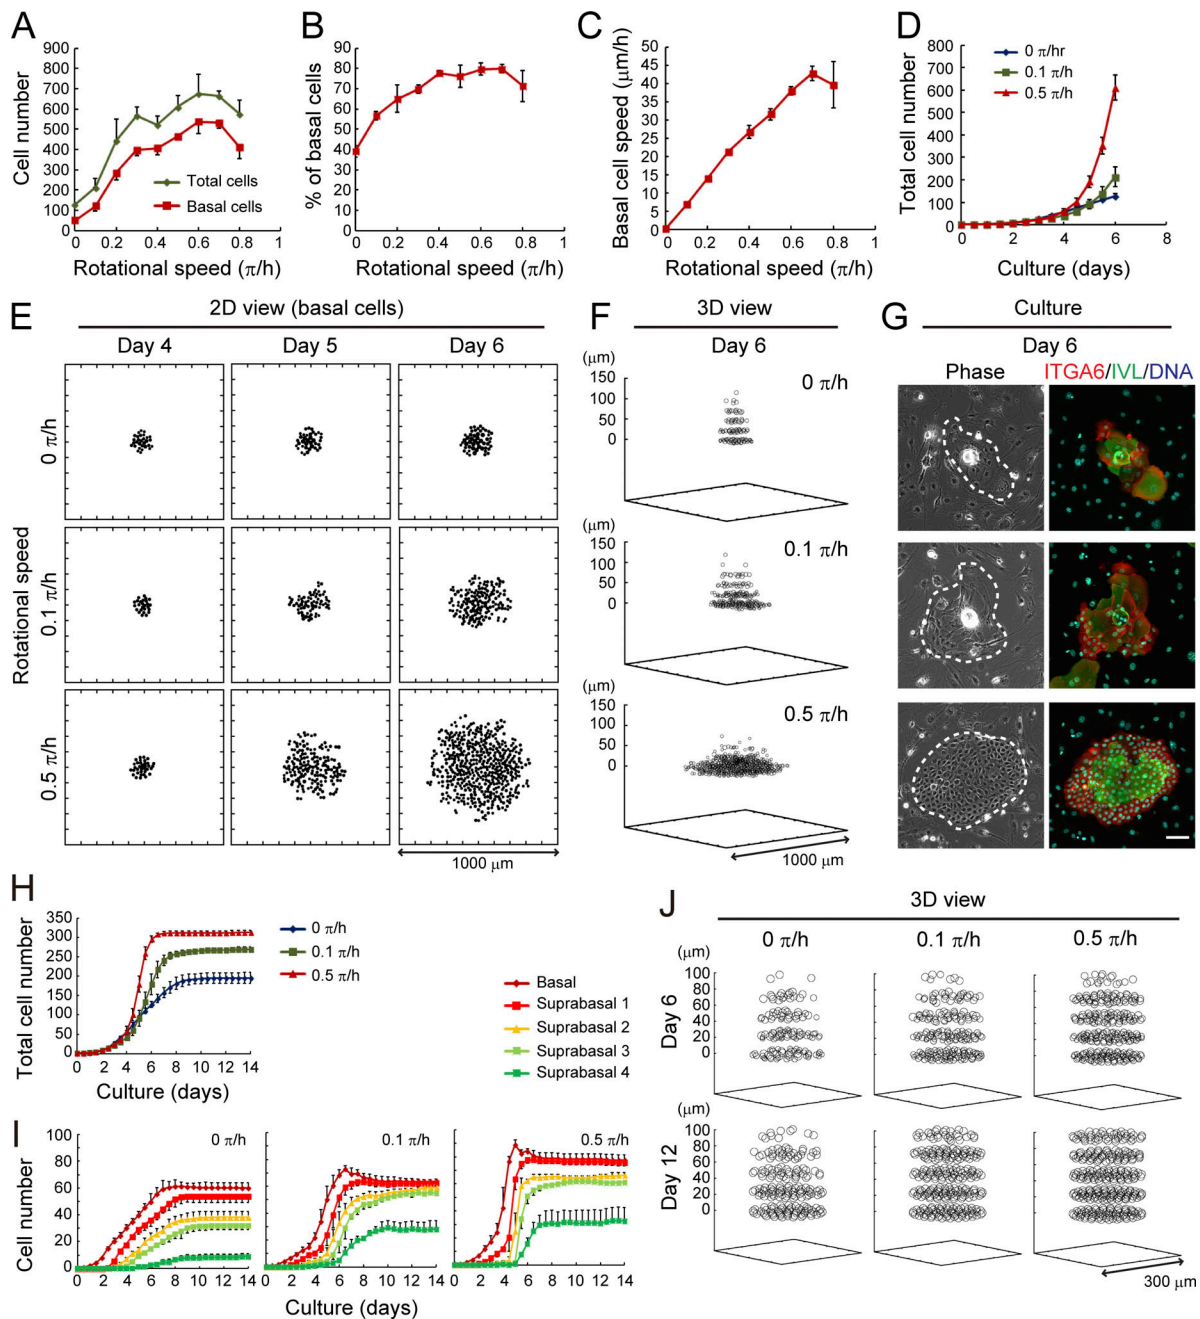 A
Cell number
900
800
700
600
500
400
300
200
100
0
Total cells
Basal cells
0 0.2 0.4 0.6 0.8 1
Rotational speed (π/h)
B
% of basal cells
90
80
70
60
50
40
30
20
10
0
0 0.2 0.4 0.6 0.8 1
Rotational speed (π/h)
C
Basal cell speed (μm/h)
50
45
40
35
30
25
20
15
10
5
0
0 0.2 0.4 0.6 0.8 1
Rotational speed (π/h)
D
Total cell number
800
700
600
500
400
300
200
100
0
0 π/hr
0.1 π/h
0.5 π/h
0 2 4 6 8
Culture (days)
E
2D view (basal cells)
Day 4 Day 5 Day 6
Rotational speed
0 π/h
0.1 π/h
0.5 π/h
1000 μm
F
3D view
Day 6
(μm)
150
100
50
0
0 π/h
(μm)
150
100
50
0
0.1 π/h
(μm)
150
100
50
0
0.5 π/h
1000 μm
G
Culture
Day 6
Phase ITGA6/IVL/DNA
H
Total cell number
350
300
250
200
150
100
50
0
0 π/h
0.1 π/h
0.5 π/h
0 2 4 6 8 10 12 14
Culture (days)
Basal
Suprabasal 1
Suprabasal 2
Suprabasal 3
Suprabasal 4
I
Cell number
100
80
60
40
20
0
0 π/h
0.1 π/h
0.5 π/h
0 2 4 6 8 10 12 14
0 2 4 6 8 10 12 14
0 2 4 6 8 10 12 14
Culture (days)
J
3D view
0 π/h 0.1 π/h 0.5 π/h
Day 6
(μm)
100
80
60
40
20
0
Day 12
(μm)
100
80
60
40
20
0
300 μm